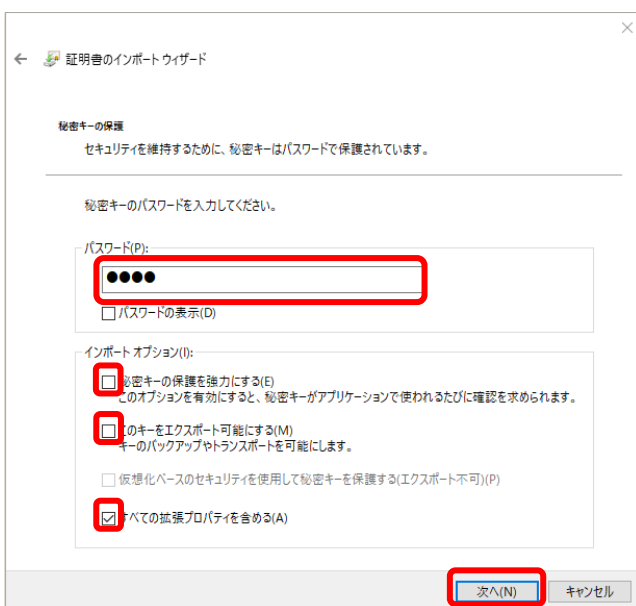 証明書のインポート ウィザード
秘密キーの保護
セキュリティを維持するために、秘密キーはパスワードで保護されています。
秘密キーのパスワードを入力してください。
パスワード(P):
●●●●
パスワードの表示(D)
インポート オプション(I):
秘密キーの保護を強力にする(E)
このオプションを有効にすると、秘密キーがアプリケーションで使われるたびに確認を求められます。
このキーをエクスポート可能にする(M)
キーのバックアップやトランスポートを可能にします。
仮想化ベースのセキュリティを使用して秘密キーを保護する(エクスポート不可)(P)
すべての拡張プロパティを含める(A)
次へ(N)
キャンセル